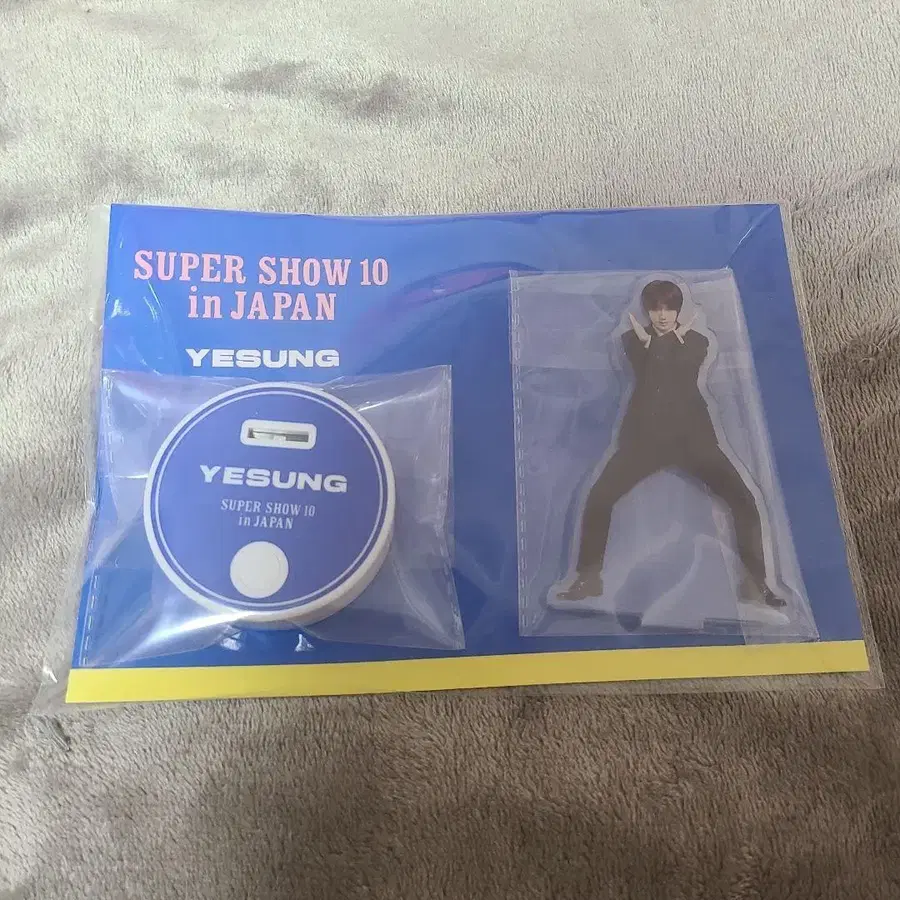 SUPER SHOW 10
in JAPAN
YESUNG
YESUNG
SUPER SHOW 10
in JAPAN